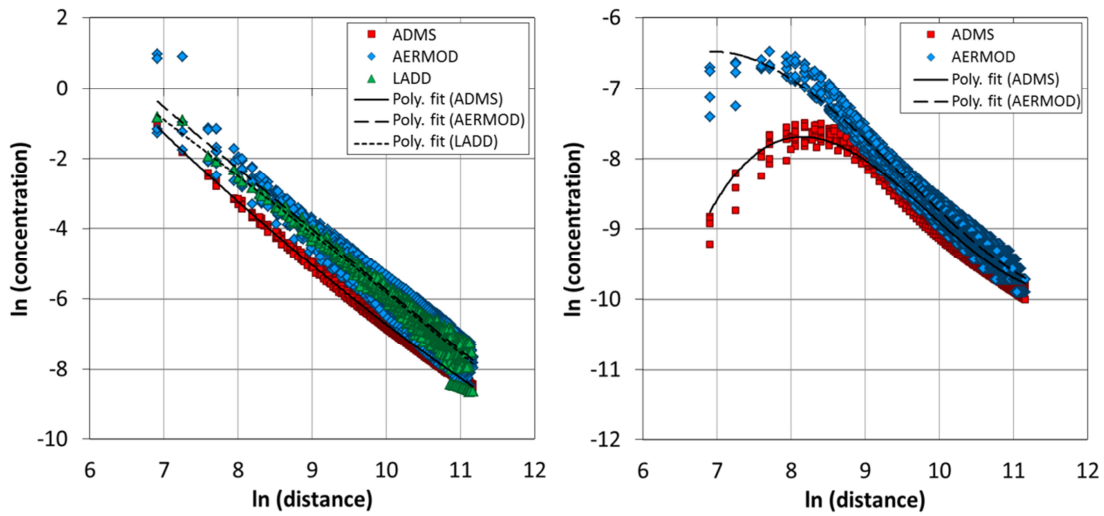 2
0
-2
-4
-6
-8
-10
6
7
8
9
10
11
12
ln (concentration)
ln (distance)
ADMS
AERMOD
LADD
Poly. fit (ADMS)
Poly. fit (AERMOD)
Poly. fit (LADD)
-6
-7
-8
-9
-10
-11
-12
6
7
8
9
10
11
12
ln (concentration)
ln (distance)
ADMS
AERMOD
Poly. fit (ADMS)
Poly. fit (AERMOD)